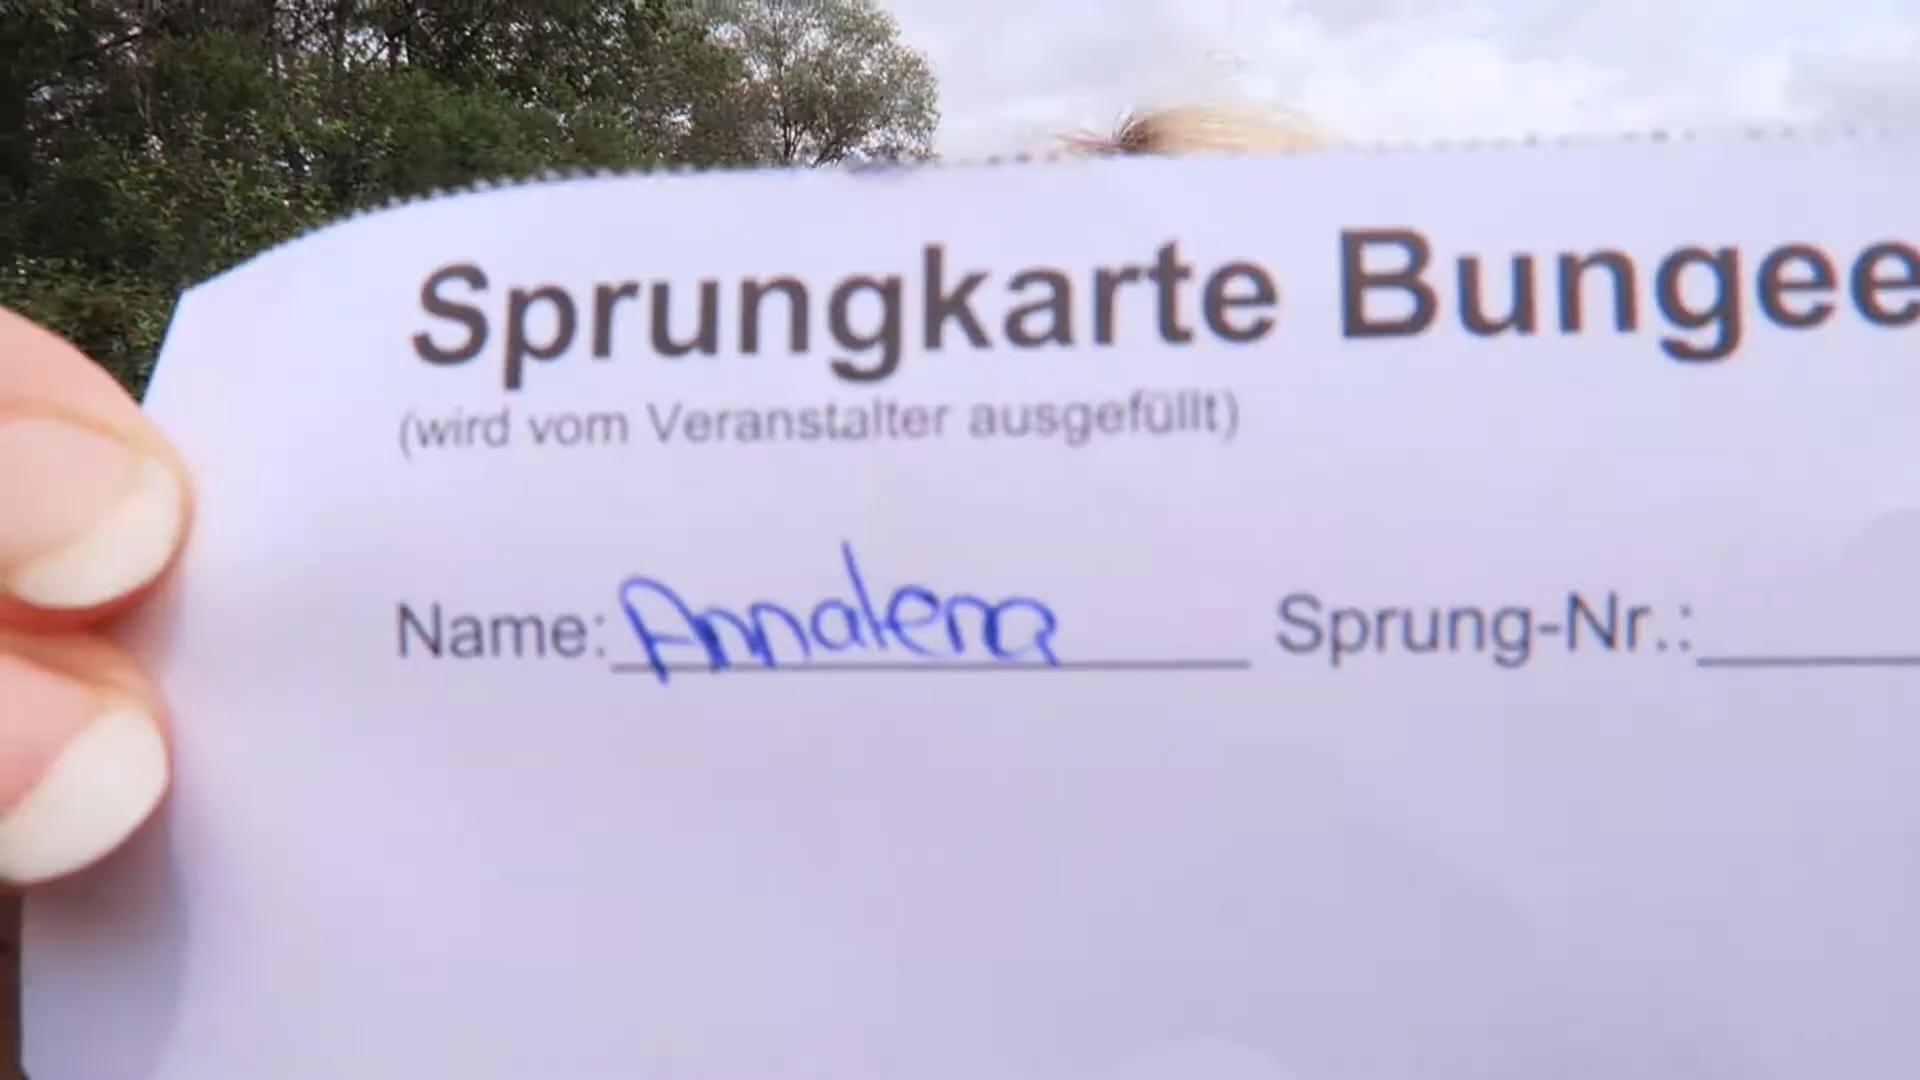 Sprungkarte Bungee
(wird vom Veranstalter ausgefüllt)
Name: Annalena Sprung-Nr.: